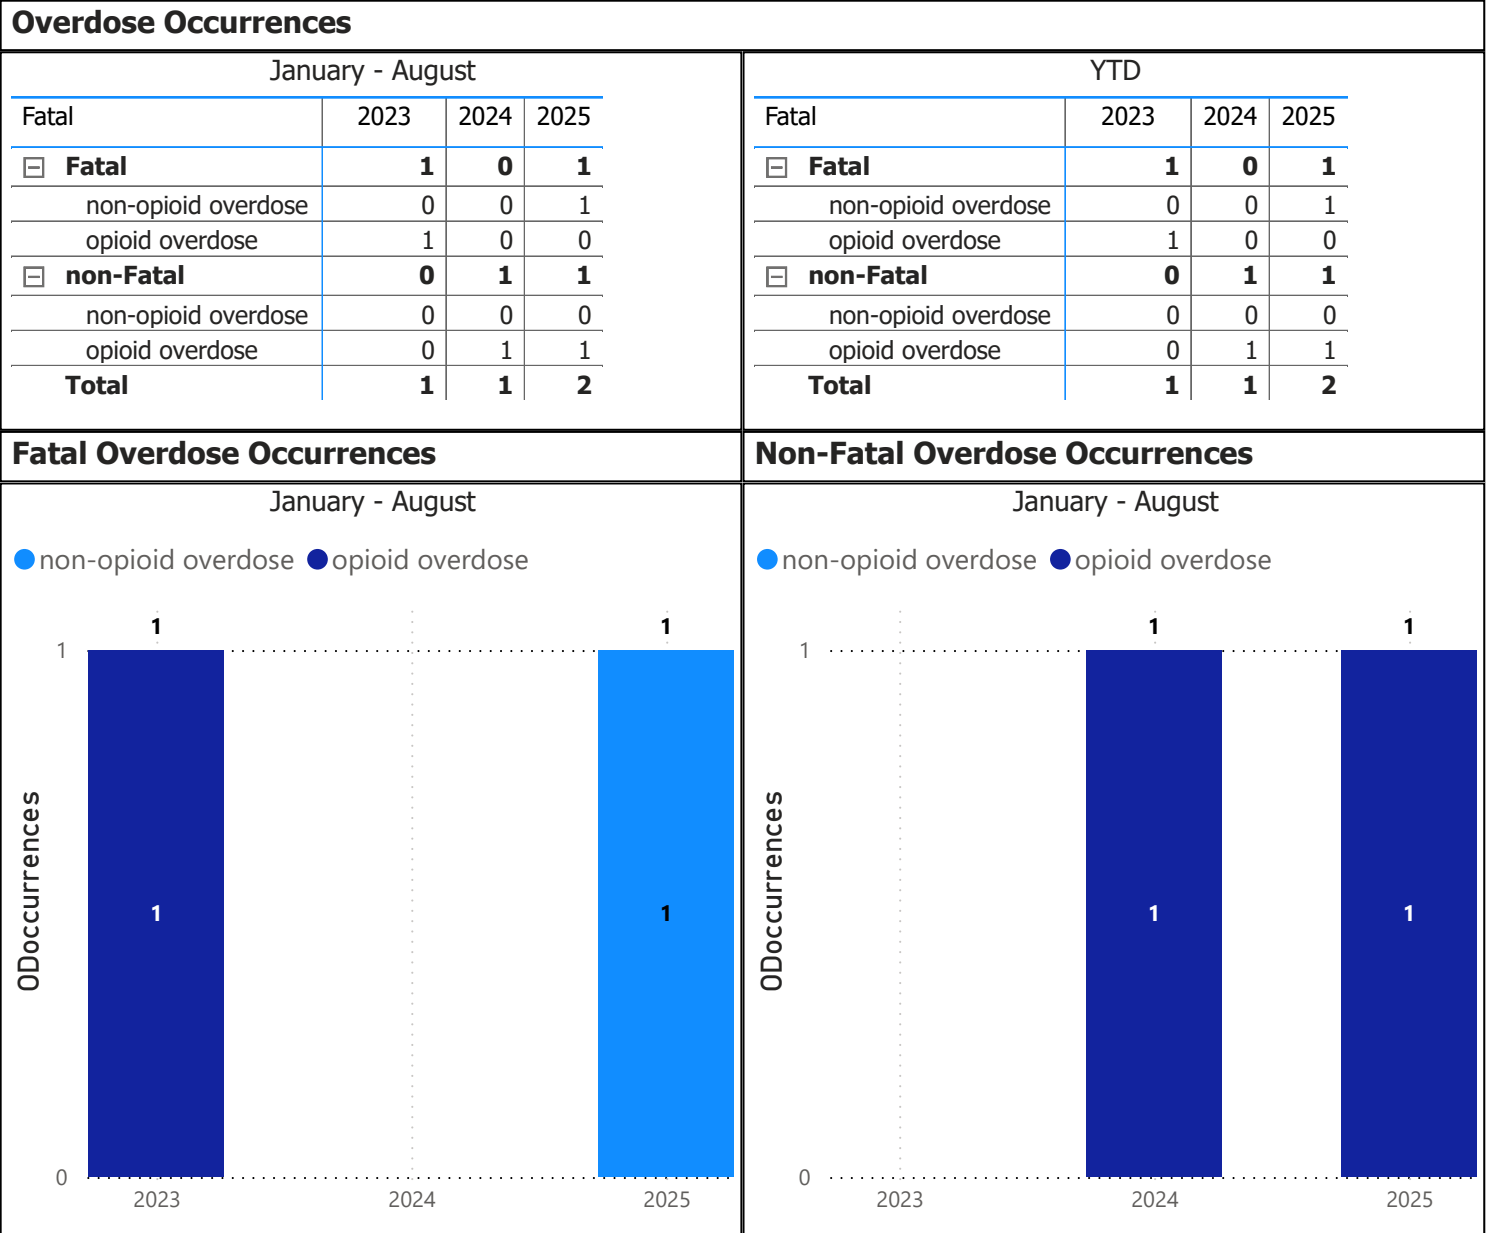 Overdose Occurrences
January - August
Fatal 2023 2024 2025
Fatal 1 0 1
non-opioid overdose 0 0 1
opioid overdose 1 0 0
non-Fatal 0 1 1
non-opioid overdose 0 0 0
opioid overdose 0 1 1
Total 1 1 2
YTD
Fatal 2023 2024 2025
Fatal 1 0 1
non-opioid overdose 0 0 1
opioid overdose 1 0 0
non-Fatal 0 1 1
non-opioid overdose 0 0 0
opioid overdose 0 1 1
Total 1 1 2
Fatal Overdose Occurrences
January - August
non-opioid overdose opioid overdose
1 1
1
ODoccurrences
1 1
0
2023 2024 2025
Non-Fatal Overdose Occurrences
January - August
non-opioid overdose opioid overdose
1 1
1
ODoccurrences
1 1
0
2023 2024 2025